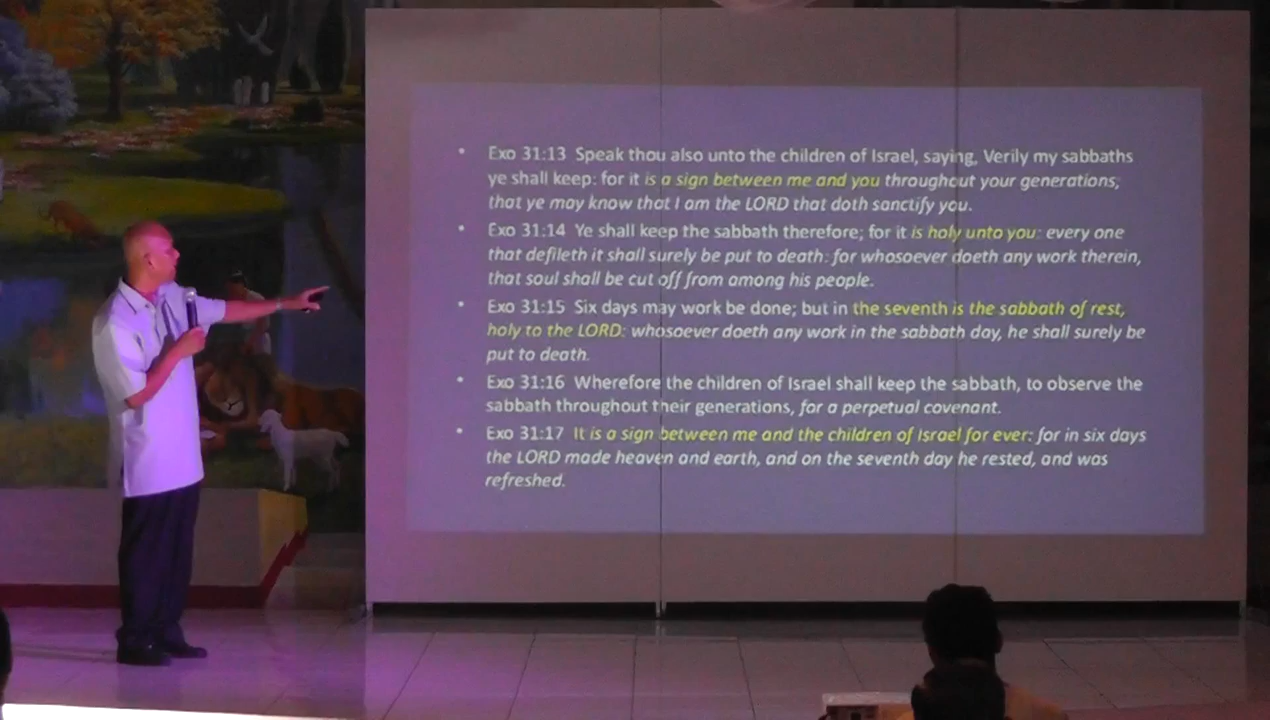 • Exo 31:13 Speak thou also unto the children of Israel, saying, Verily my sabbaths
ye shall keep: for it is a sign between me and you throughout your generations;
that ye may know that I am the LORD that doth sanctify you.
• Exo 31:14 Ye shall keep the sabbath therefore; for it is holy unto you: every one
that defileth it shall surely be put to death: for whosoever doeth any work therein,
that soul shall be cut off from among his people.
• Exo 31:15 Six days may work be done; but in the seventh is the sabbath of rest,
holy to the LORD: whosoever doeth any work in the sabbath day, he shall surely be
put to death.
• Exo 31:16 Wherefore the children of Israel shall keep the sabbath, to observe the
sabbath throughout their generations, for a perpetual covenant.
• Exo 31:17 It is a sign between me and the children of Israel for ever: for in six days
the LORD made heaven and earth, and on the seventh day he rested, and was
refreshed.